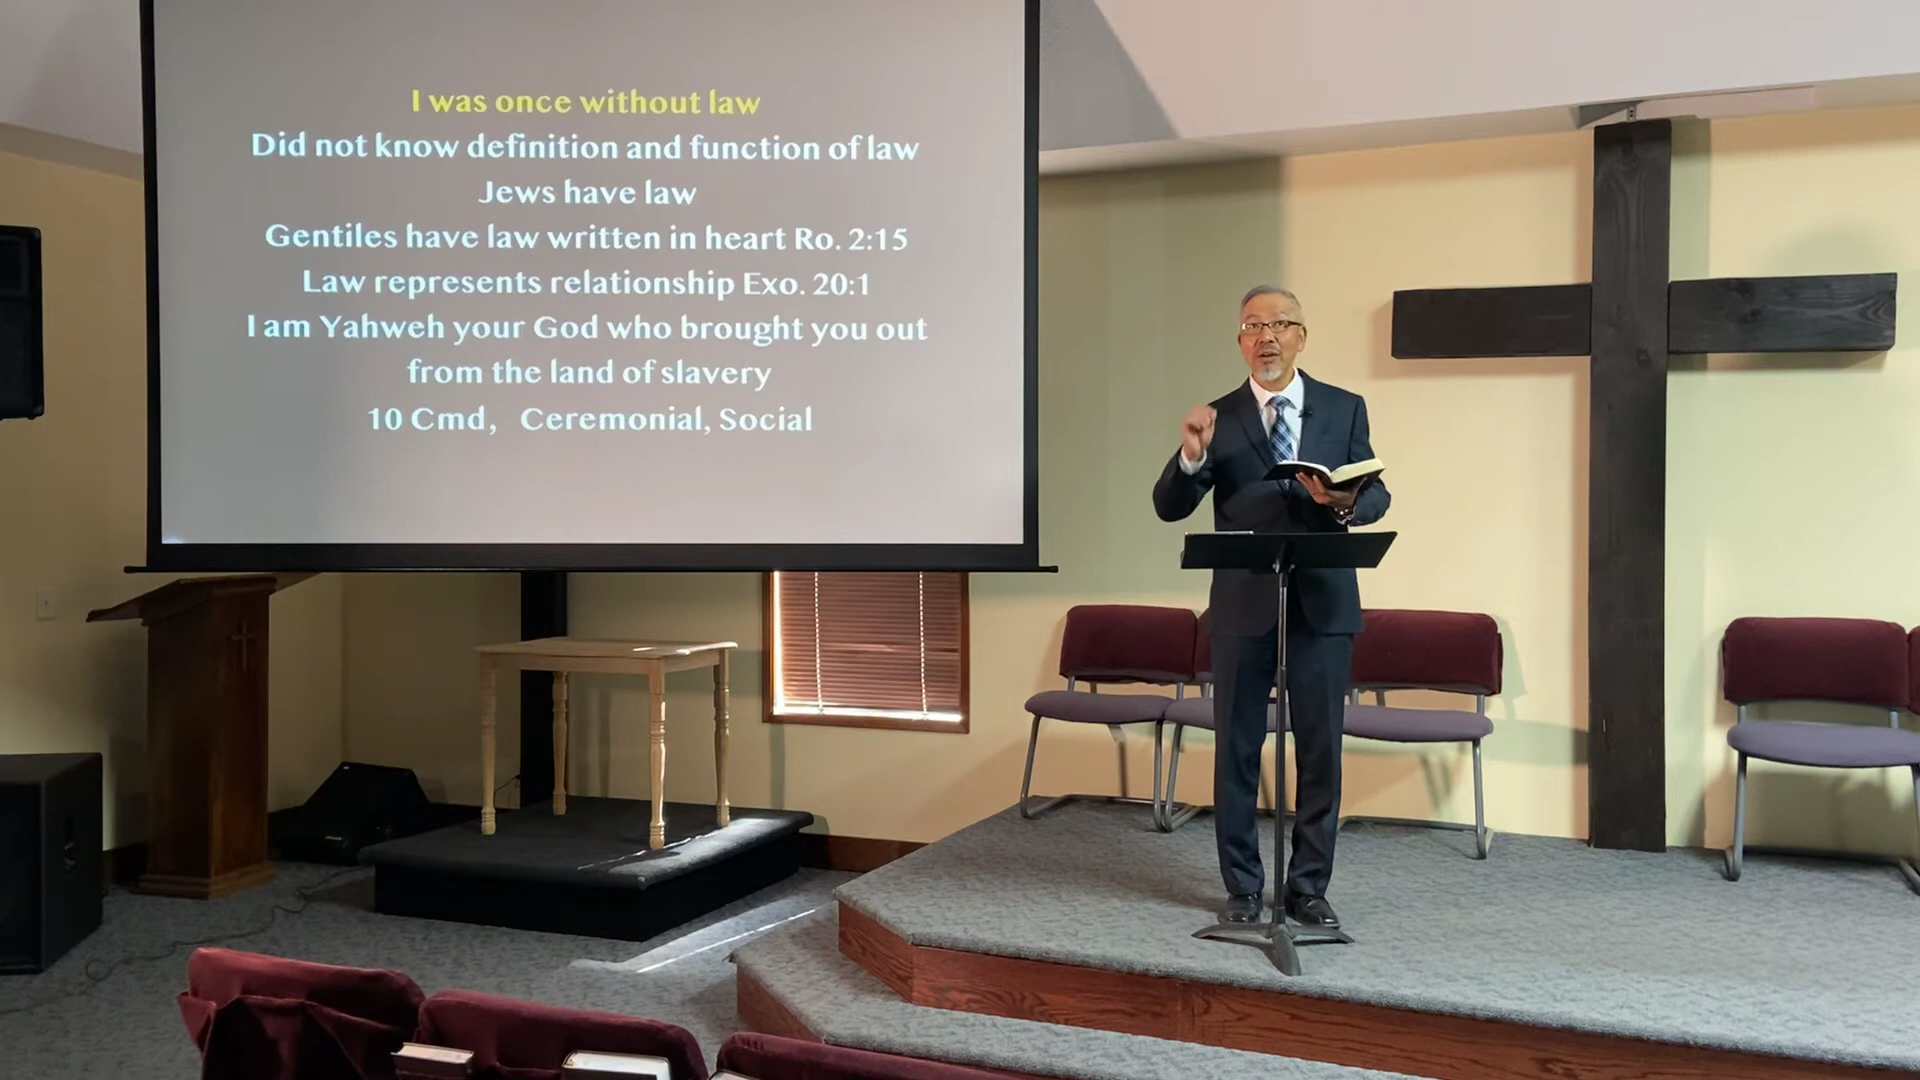 I was once without law
Did not know definition and function of law
Jews have law
Gentiles have law written in heart Ro. 2:15
Law represents relationship Exo. 20:1
I am Yahweh your God who brought you out
from the land of slavery
10 Cmd, Ceremonial, Social